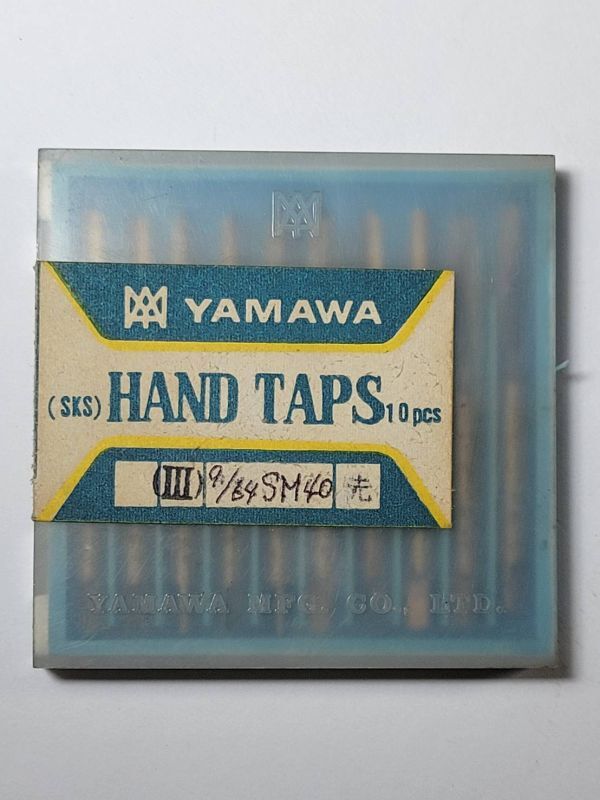 YAMAWA
(SKS) HAND TAPS 10 pcs
(III) 9/64 SM40 先
YAMAWA MFG. CO., LTD.